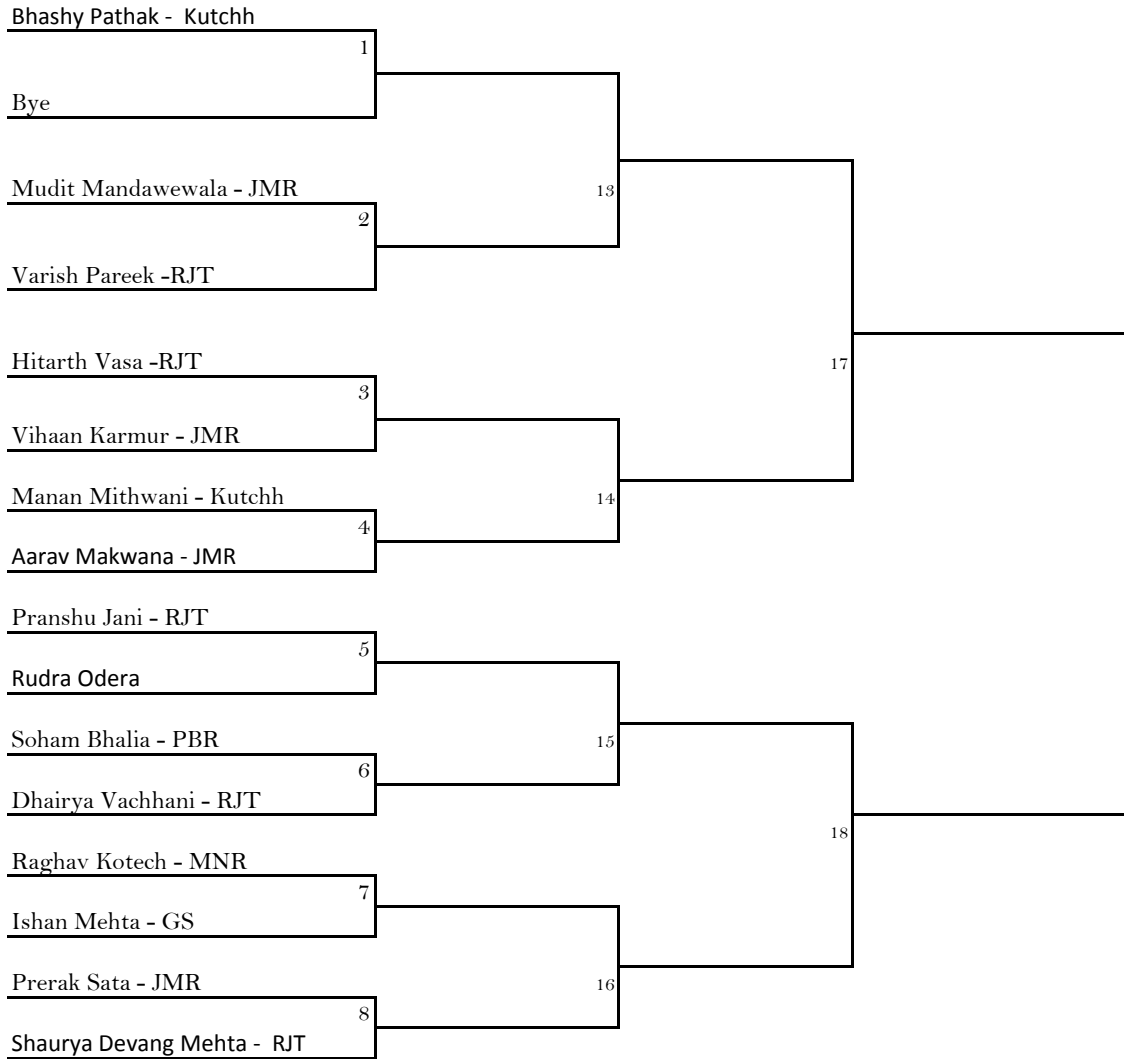 Bhashy Pathak - Kutchh
1
Bye
Mudit Mandawewala - JMR
13
2
Varish Pareek -RJT
Hitarth Vasa -RJT
17
3
Vihaan Karmur - JMR
Manan Mithwani - Kutchh
14
4
Aarav Makwana - JMR
Pranshu Jani - RJT
5
Rudra Odera
Soham Bhalia - PBR
15
6
Dhairya Vachhani - RJT
18
Raghav Kotech - MNR
7
Ishan Mehta - GS
Prerak Sata - JMR
16
8
Shaurya Devang Mehta - RJT